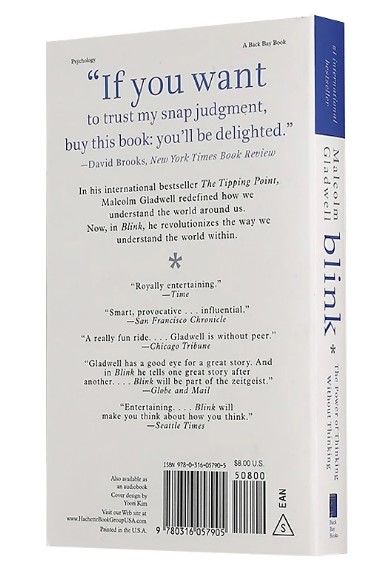 Psychology
A Back Bay Book
“If you want
to trust my snap judgment,
buy this book: you’ll be delighted.”
—David Brooks, New York Times Book Review
In his international bestseller The Tipping Point,
Malcolm Gladwell redefined how we
understand the world around us.
Now, in Blink, he revolutionizes the way we
understand the world within.
*
“Royally entertaining.”
—Time
“Smart, provocative . . . influential.”
—San Francisco Chronicle
“A really fun ride. . . . Gladwell is without peer.”
—Chicago Tribune
“Gladwell has a good eye for a great story. And
in Blink he tells one great story after
another. . . . Blink will be part of the zeitgeist.”
—Globe and Mail
“Entertaining. . . . Blink will
make you think about how you think.”
—Seattle Times
Also available as
an audiobook
Cover design by
Yoori Kim
Visit our Web site at
www.HachetteBookGroupUSA.com
Printed in the U.S.A.
ISBN 978-0-316-05790-5
$8.00 U.S.
50800
9 780316 057905
S
EAN
#1 international
bestseller
Malcolm
Gladwell
blink
*
The Power of Thinking
Without Thinking
Back
Bay
Books